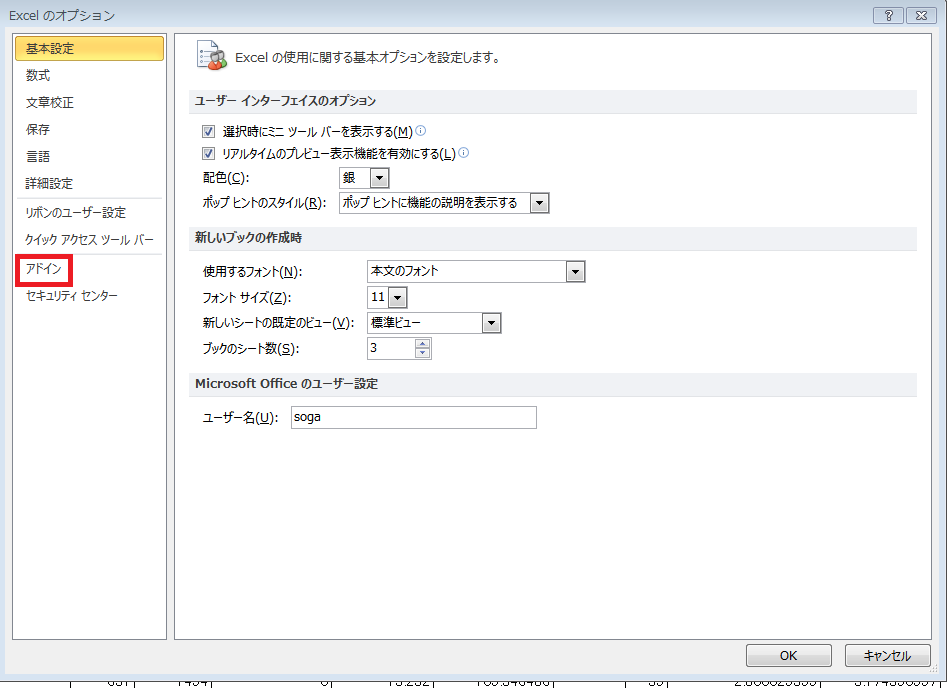 Excel のオプション
基本設定
数式
文章校正
保存
言語
詳細設定
リボンのユーザー設定
クイック アクセス ツール バー
アドイン
セキュリティ センター
Excel の使用に関する基本オプションを設定します。
ユーザー インターフェイスのオプション
選択時にミニ ツール バーを表示する(M)
リアルタイムのプレビュー表示機能を有効にする(L)
配色(C): 銀
ポップ ヒントのスタイル(R): ポップ ヒントに機能の説明を表示する
新しいブックの作成時
使用するフォント(N): 本文のフォント
フォント サイズ(Z): 11
新しいシートの既定のビュー(V): 標準ビュー
ブックのシート数(S): 3
Microsoft Office のユーザー設定
ユーザー名(U): soga
OK キャンセル